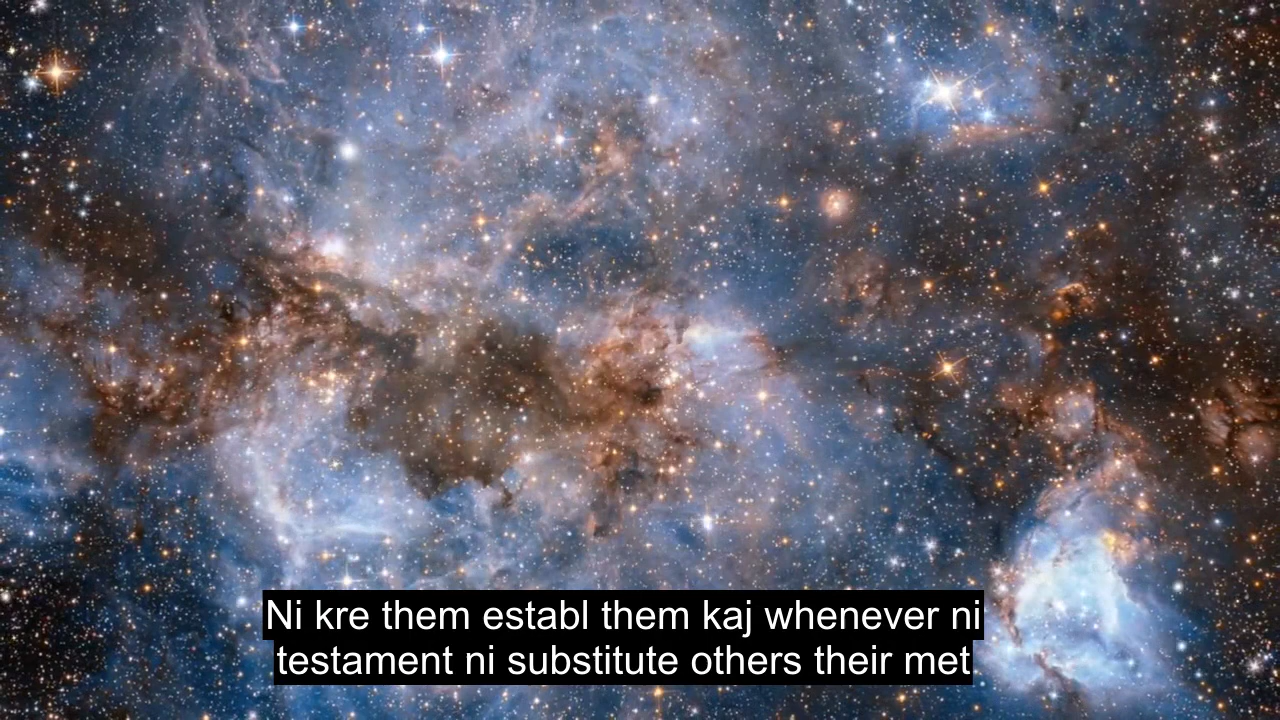 Ni kre them establ them kaj whenever ni
testament ni substitute others their met